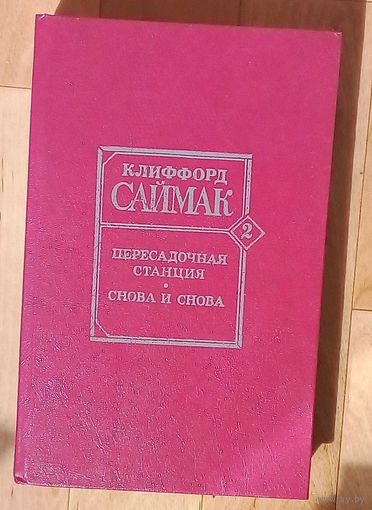 КЛИФФОРД
САЙМАК
2
ПЕРЕСАДОЧНАЯ
СТАНЦИЯ
•
СНОВА И СНОВА